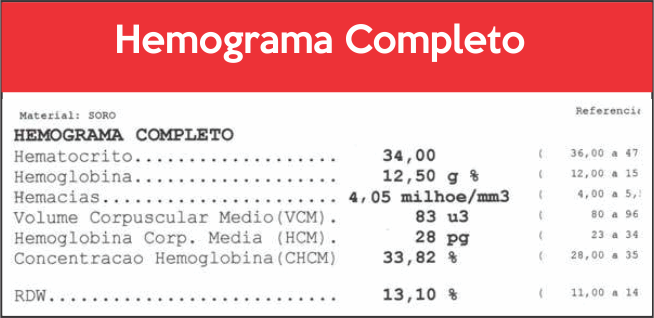 Hemograma Completo
Material: SORO Referencia
HEMOGRAMA COMPLETO
Hematocrito................... 34,00 ( 36,00 a 47
Hemoglobina................... 12,50 g % ( 12,00 a 15
Hemacias...................... 4,05 milhoe/mm3 ( 4,00 a 5,
Volume Corpuscular Medio(VCM). 83 u3 ( 80 a 96
Hemoglobina Corp. Media (HCM). 28 pg ( 23 a 34
Concentracao Hemoglobina(CHCM) 33,82 % ( 28,00 a 35
RDW........................... 13,10 % ( 11,00 a 14